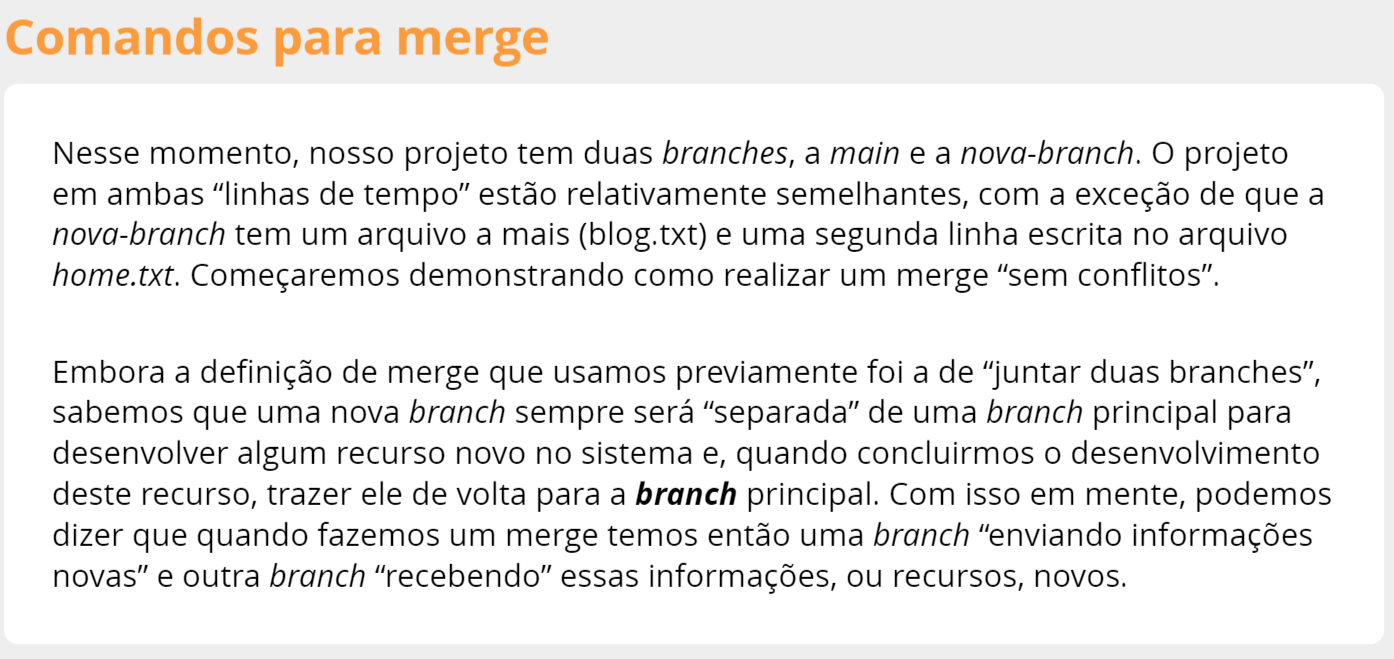 Comandos para merge
Nesse momento, nosso projeto tem duas branches, a main e a nova-branch. O projeto
em ambas “linhas de tempo” estão relativamente semelhantes, com a exceção de que a
nova-branch tem um arquivo a mais (blog.txt) e uma segunda linha escrita no arquivo
home.txt. Começaremos demonstrando como realizar um merge “sem conflitos”.
Embora a definição de merge que usamos previamente foi a de “juntar duas branches”,
sabemos que uma nova branch sempre será “separada” de uma branch principal para
desenvolver algum recurso novo no sistema e, quando concluirmos o desenvolvimento
deste recurso, trazer ele de volta para a branch principal. Com isso em mente, podemos
dizer que quando fazemos um merge temos então uma branch “enviando informações
novas” e outra branch “recebendo” essas informações, ou recursos, novos.